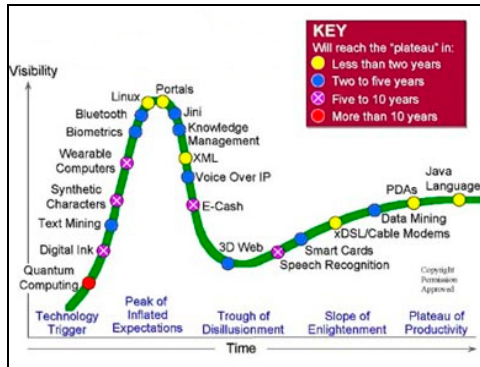 KEY
Will reach the "plateau" in:
Less than two years
Two to five years
Five to 10 years
More than 10 years
Visibility
Portals
Linux
Bluetooth
Jini
Biometrics
Knowledge
Management
Wearable
Computers
XML
Voice Over IP
Synthetic
Characters
E-Cash
Text Mining
Digital Ink
Quantum
Computing
3D Web
Speech Recognition
Smart Cards
xDSL/Cable Modems
Data Mining
PDAs
Java
Language
Copyright
Permission
Approved
Technology
Trigger
Peak of
Inflated
Expectations
Trough of
Disillusionment
Slope of
Enlightenment
Plateau of
Productivity
Time